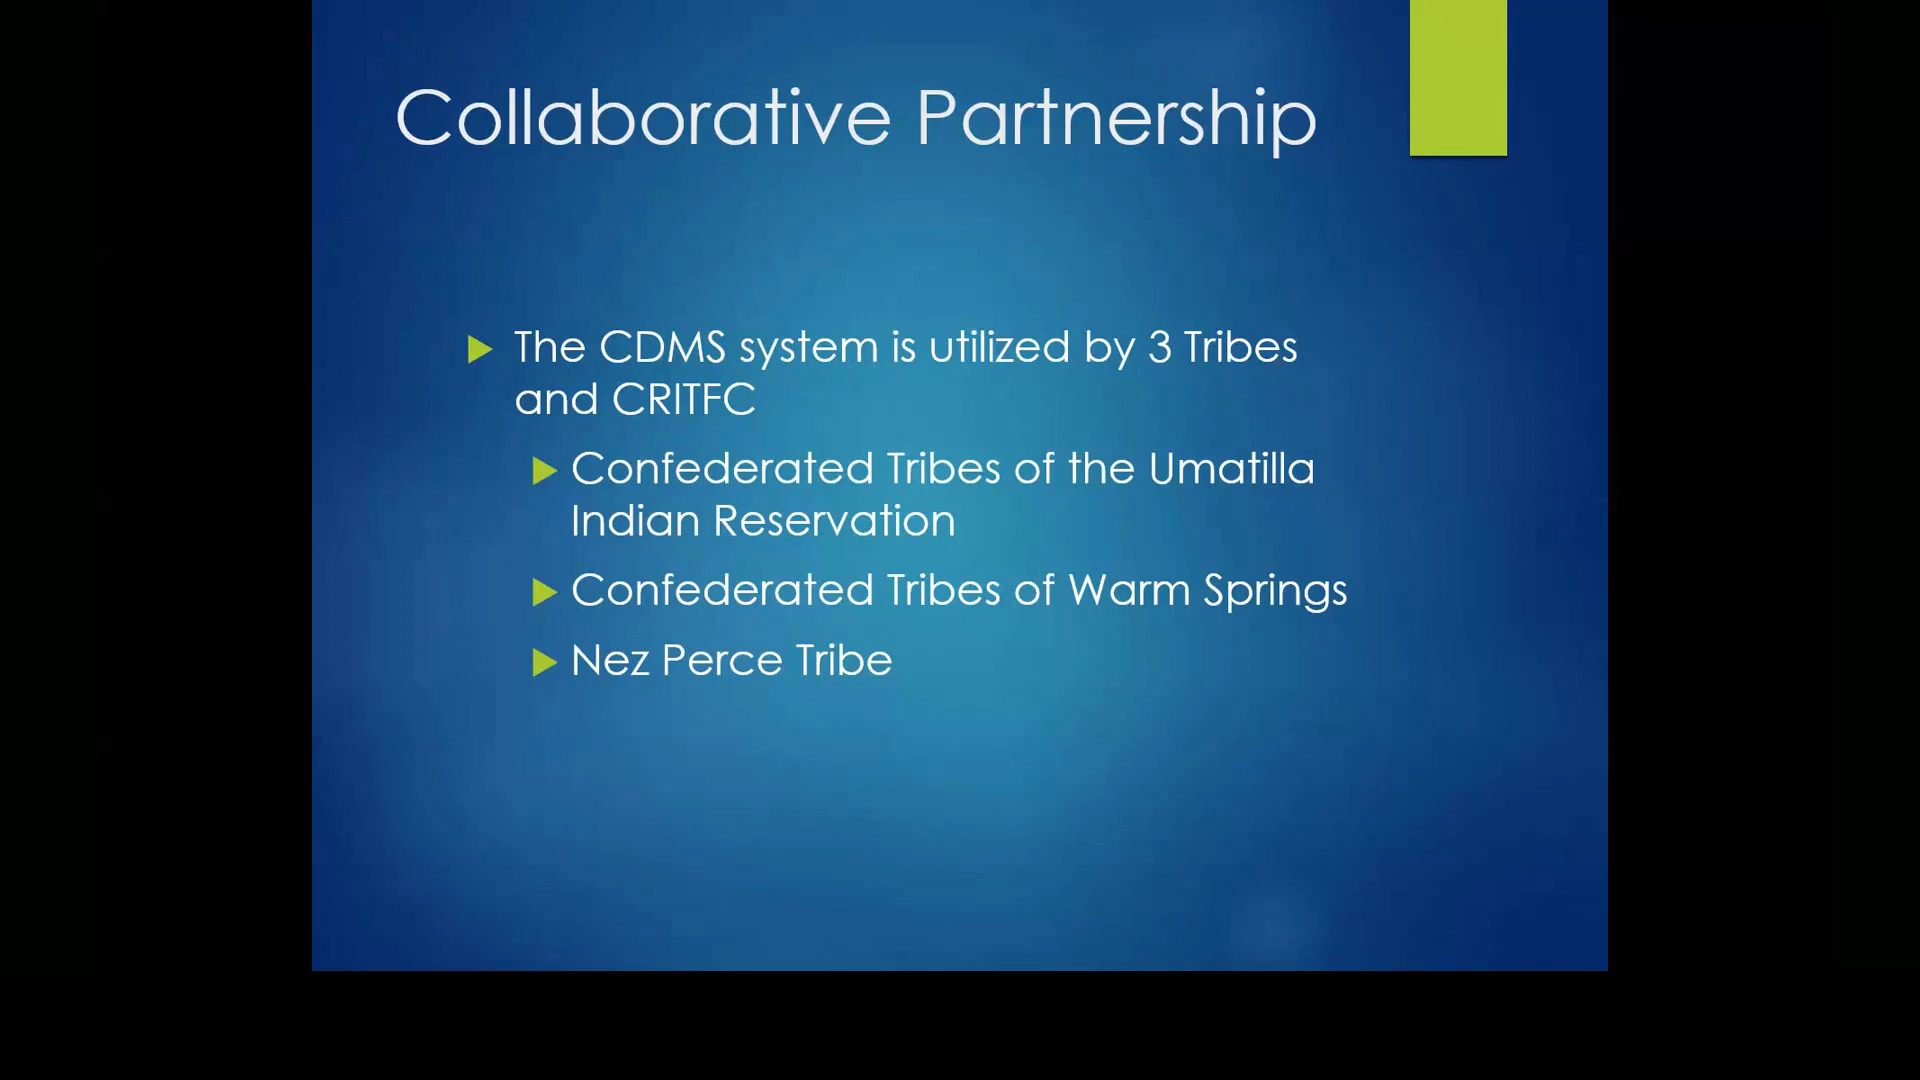 Collaborative Partnership
The CDMS system is utilized by 3 Tribes
and CRITFC
Confederated Tribes of the Umatilla
Indian Reservation
Confederated Tribes of Warm Springs
Nez Perce Tribe